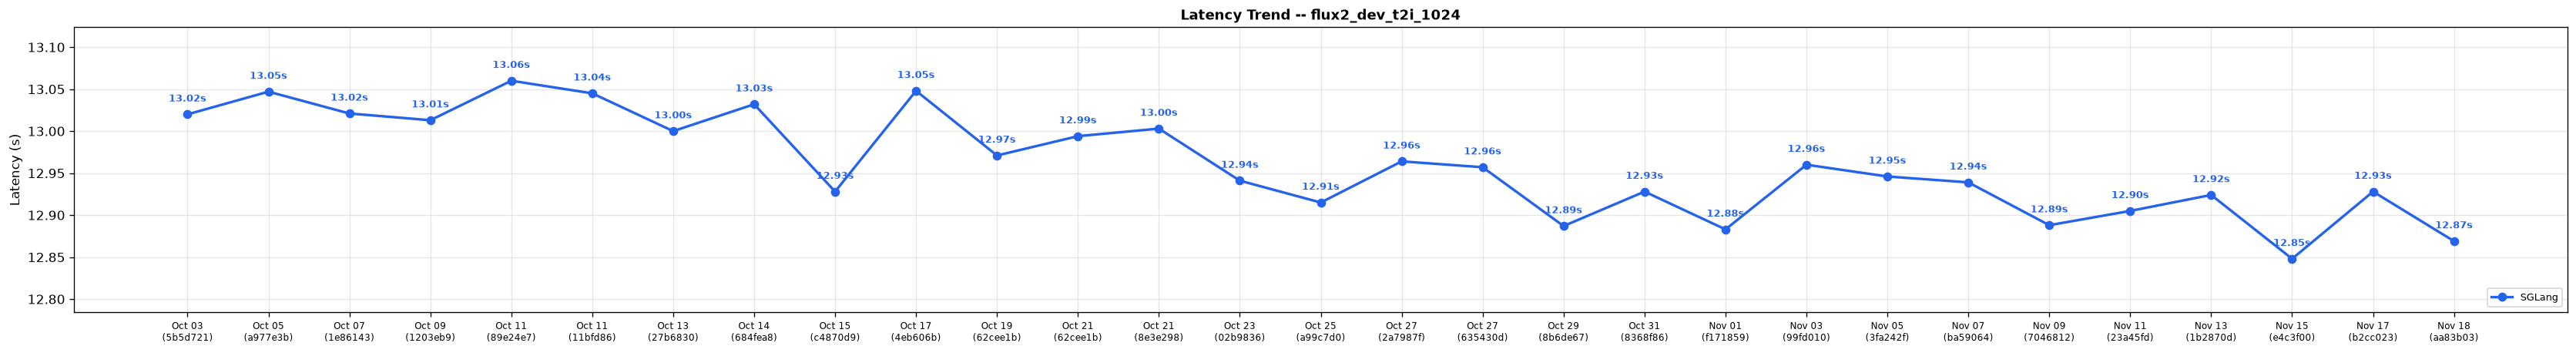 Latency Trend -- flux2_dev_t2i_1024
Latency (s)
13.10
13.05
13.00
12.95
12.90
12.85
12.80
13.02s
13.05s
13.02s
13.01s
13.06s
13.04s
13.00s
13.03s
12.93s
13.05s
12.97s
12.99s
13.00s
12.94s
12.91s
12.96s
12.96s
12.89s
12.93s
12.88s
12.96s
12.95s
12.94s
12.89s
12.90s
12.92s
12.85s
12.93s
12.87s
SGLang
Oct 03
(5b5d721)
Oct 05
(a977e3b)
Oct 07
(1e86143)
Oct 09
(1203eb9)
Oct 11
(89e24e7)
Oct 11
(11bfd86)
Oct 13
(27b6830)
Oct 14
(684fea8)
Oct 15
(c4870d9)
Oct 17
(4eb606b)
Oct 19
(62cee1b)
Oct 21
(62cee1b)
Oct 21
(8e3e298)
Oct 23
(02b9836)
Oct 25
(a99c7d0)
Oct 27
(2a7987f)
Oct 27
(635430d)
Oct 29
(8b6de67)
Oct 31
(8368f86)
Nov 01
(f171859)
Nov 03
(99fd010)
Nov 05
(3fa242f)
Nov 07
(ba59064)
Nov 09
(7046812)
Nov 11
(23a45fd)
Nov 13
(1b2870d)
Nov 15
(e4c3f00)
Nov 17
(b2cc023)
Nov 18
(aa83b03)